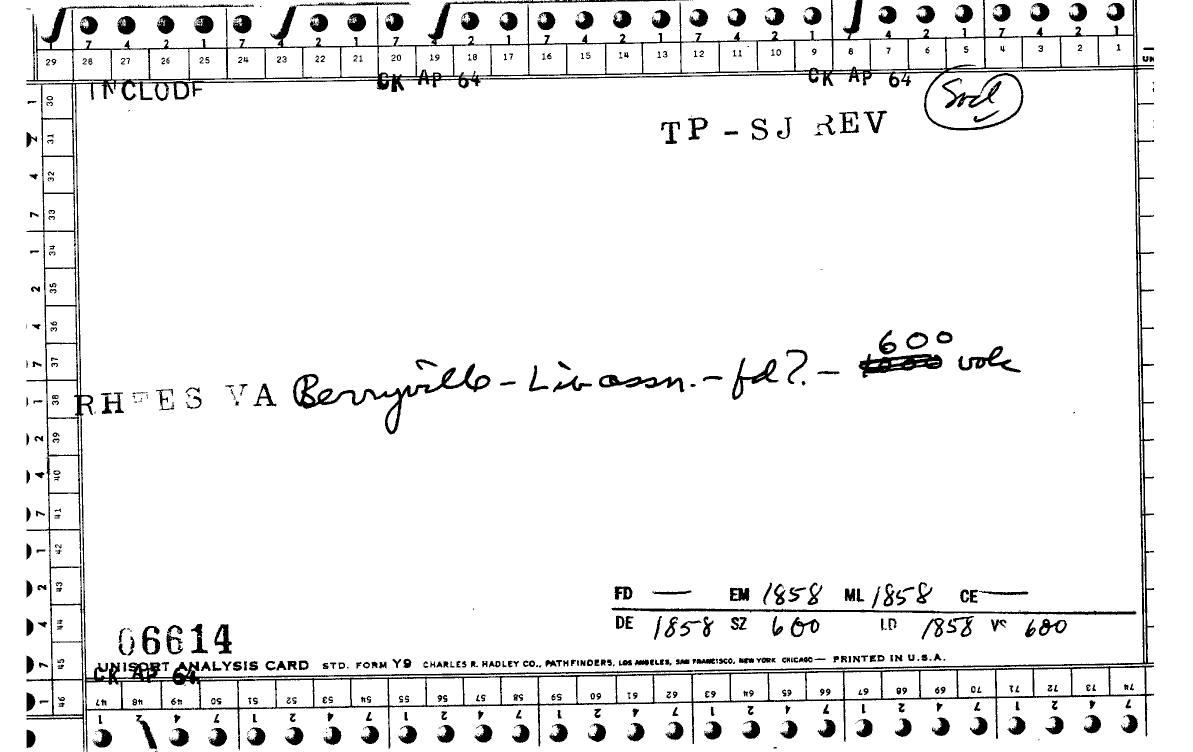 7 4 2 1 7 4 2 1 7 4 2 1 7 4 2 1 7 4 2 1 7 4 2 1
29 28 27 26 25 24 23 22 21 20 19 18 17 16 15 14 13 12 11 10 9 8 7 6 5 4 3 2 1
INCLUDE CK AP 64 CK AP 64
TP-SJ REV
RHEES VA Berryville - Lib assn. - fd?. - 600 vols
1 30
2 31
4 32
7 33
1 34
2 35
4 36
7 37
1 38
2 39
4 40
7 41
1 42
2 43
4 44
7 45
1 46
FD — EM 1858 ML 1858 CE —
DE 1858 SZ 600 LD 1858 VS 600
06614
UNISORT ANALYSIS CARD STD. FORM Y9 CHARLES R. HADLEY CO., PATHFINDERS, LOS ANGELES, SAN FRANCISCO, NEW YORK CHICAGO — PRINTED IN U.S.A.
CK AP 64
47 48 49 50 51 52 53 54 55 56 57 58 59 60 61 62 63 64 65 66 67 68 69 70 71 72 73 74
1 2 4 7 1 2 4 7 1 2 4 7 1 2 4 7 1 2 4 7 1 2 4 7 1 2 4 7